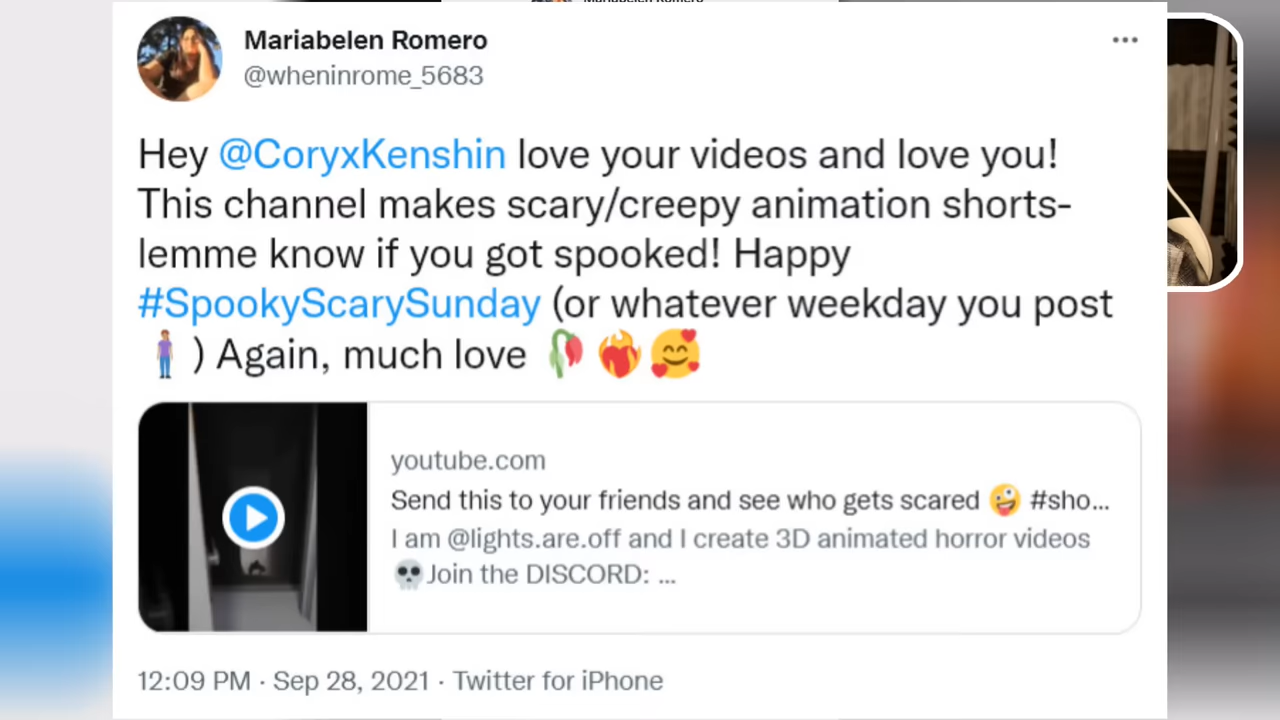 Mariabelen Romero
@wheninrome_5683
Hey @CoryxKenshin love your videos and love you!
This channel makes scary/creepy animation shorts-
lemme know if you got spooked! Happy
#SpookyScarySunday (or whatever weekday you post
🧍) Again, much love 🥀❤️‍🔥🥰
youtube.com
Send this to your friends and see who gets scared 🤪 #sho...
I am @lights.are.off and I create 3D animated horror videos
💀Join the DISCORD: ...
12:09 PM · Sep 28, 2021 · Twitter for iPhone